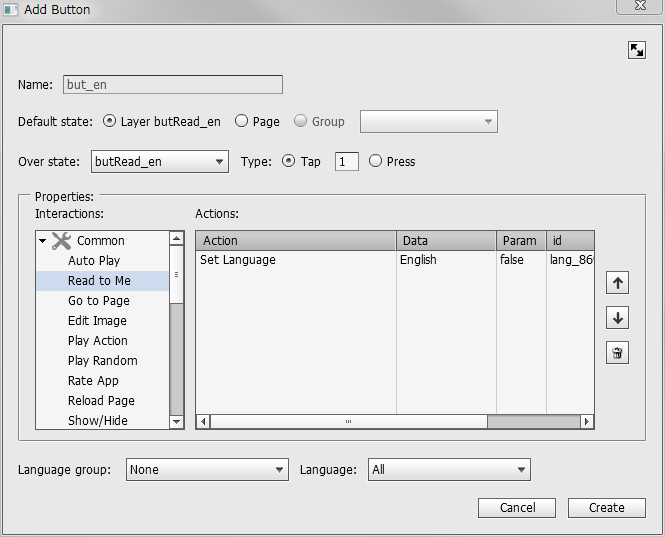 Add Button
Name: but_en
Default state: Layer butRead_en Page Group
Over state: butRead_en Type: Tap 1 Press
Properties:
Interactions: Actions:
Common
Auto Play
Read to Me
Go to Page
Edit Image
Play Action
Play Random
Rate App
Reload Page
Show/Hide
Action Data Param id
Set Language English false lang_869
Language group: None Language: All
Cancel Create